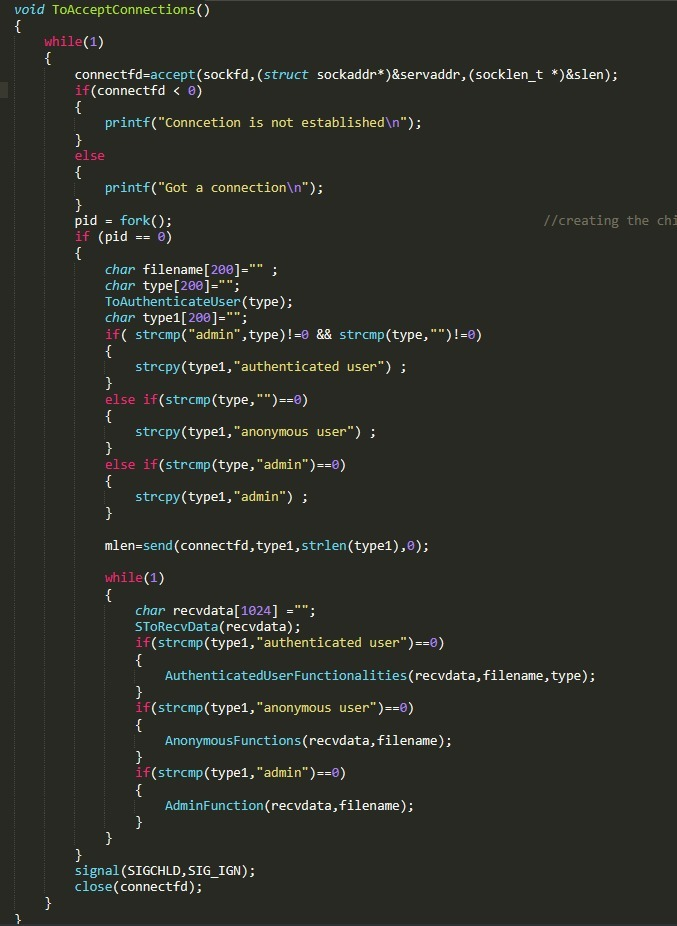 void ToAcceptConnections()
{
    while(1)
    {
        connectfd=accept(sockfd,(struct sockaddr*)&servaddr,(socklen_t *)&slen);
        if(connectfd < 0)
        {
            printf("Conncetion is not established\n");
        }
        else
        {
            printf("Got a connection\n");
        }
        pid = fork();                                                //creating the chi
        if (pid == 0)
        {
            char filename[200]="" ;
            char type[200]="";
            ToAuthenticateUser(type);
            char type1[200]="";
            if( strcmp("admin",type)!=0 && strcmp(type,"")!=0)
            {
                strcpy(type1,"authenticated user") ;
            }
            else if(strcmp(type,"")==0)
            {
                strcpy(type1,"anonymous user") ;
            }
            else if(strcmp(type,"admin")==0)
            {
                strcpy(type1,"admin") ;
            }

            mlen=send(connectfd,type1,strlen(type1),0);

            while(1)
            {
                char recvdata[1024] ="";
                SToRecvData(recvdata);
                if(strcmp(type1,"authenticated user")==0)
                {
                    AuthenticatedUserFunctionalities(recvdata,filename,type);
                }
                if(strcmp(type1,"anonymous user")==0)
                {
                    AnonymousFunctions(recvdata,filename);
                }
                if(strcmp(type1,"admin")==0)
                {
                    AdminFunction(recvdata,filename);
                }
            }
        }
        signal(SIGCHLD,SIG_IGN);
        close(connectfd);
    }
}